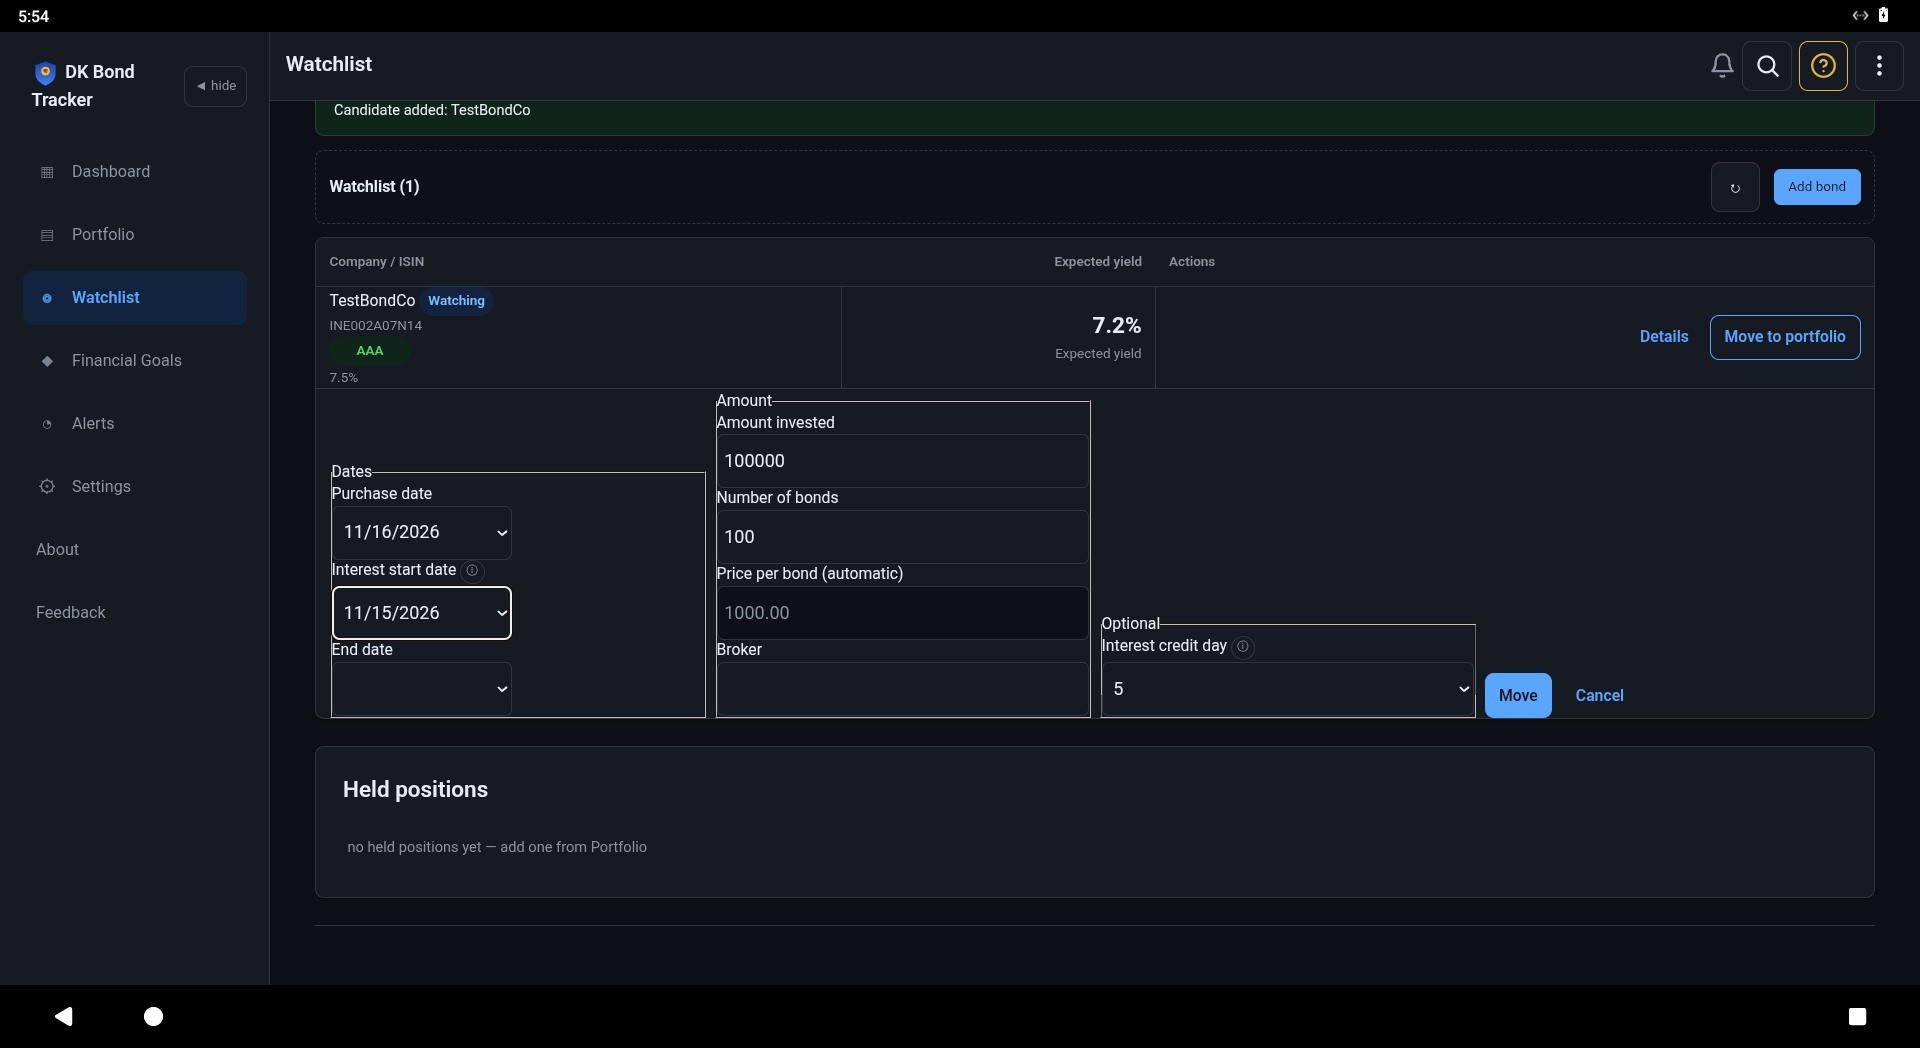 5:54
DK Bond
Tracker
◄ hide
Watchlist
Dashboard
Portfolio
Watchlist
Financial Goals
Alerts
Settings
About
Feedback
Candidate added: TestBondCo
Watchlist (1)
Add bond
Company / ISIN
Expected yield
Actions
TestBondCo Watching
INE002A07N14
AAA
7.5%
7.2%
Expected yield
Details
Move to portfolio
Dates
Purchase date
11/16/2026
Interest start date
11/15/2026
End date
Amount
Amount invested
100000
Number of bonds
100
Price per bond (automatic)
1000.00
Broker
Optional
Interest credit day
5
Move
Cancel
Held positions
no held positions yet — add one from Portfolio